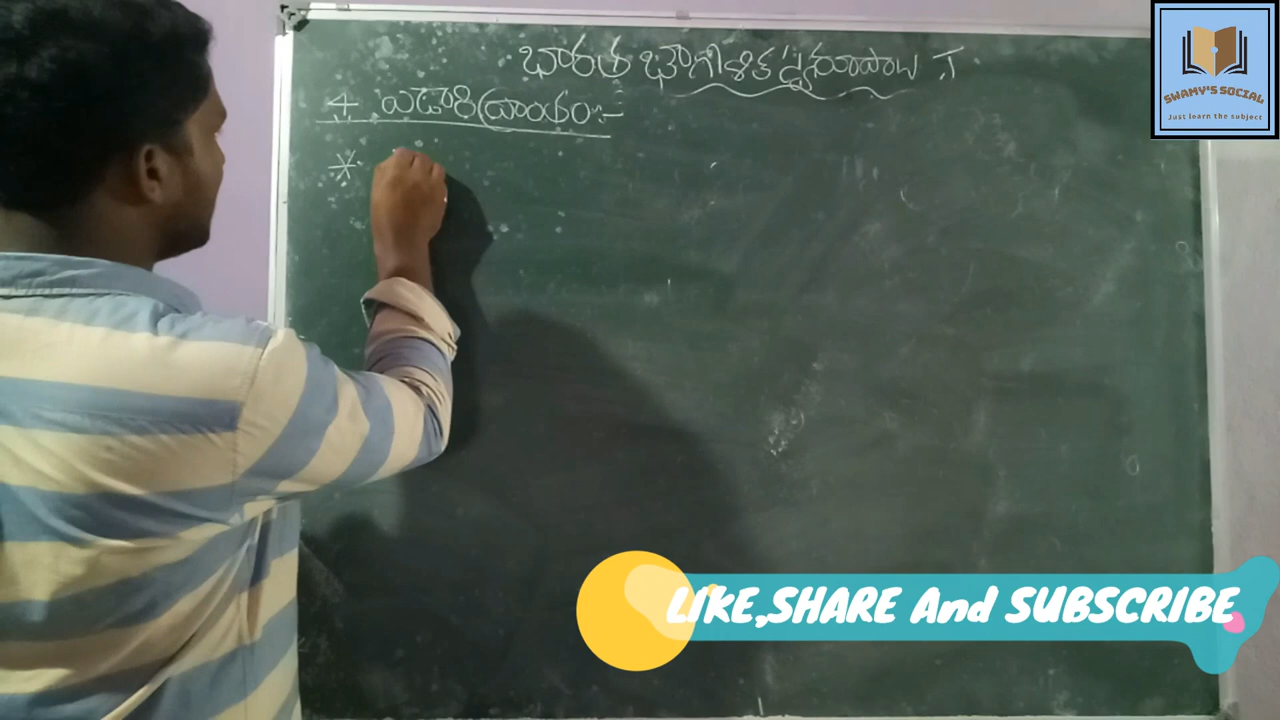 భారత భౌగోళిక స్వరూపాలు
4 ఎడారి ప్రాంతం:-
*
SWAMY'S SOCIAL
Just learn the subject
LIKE,SHARE And SUBSCRIBE